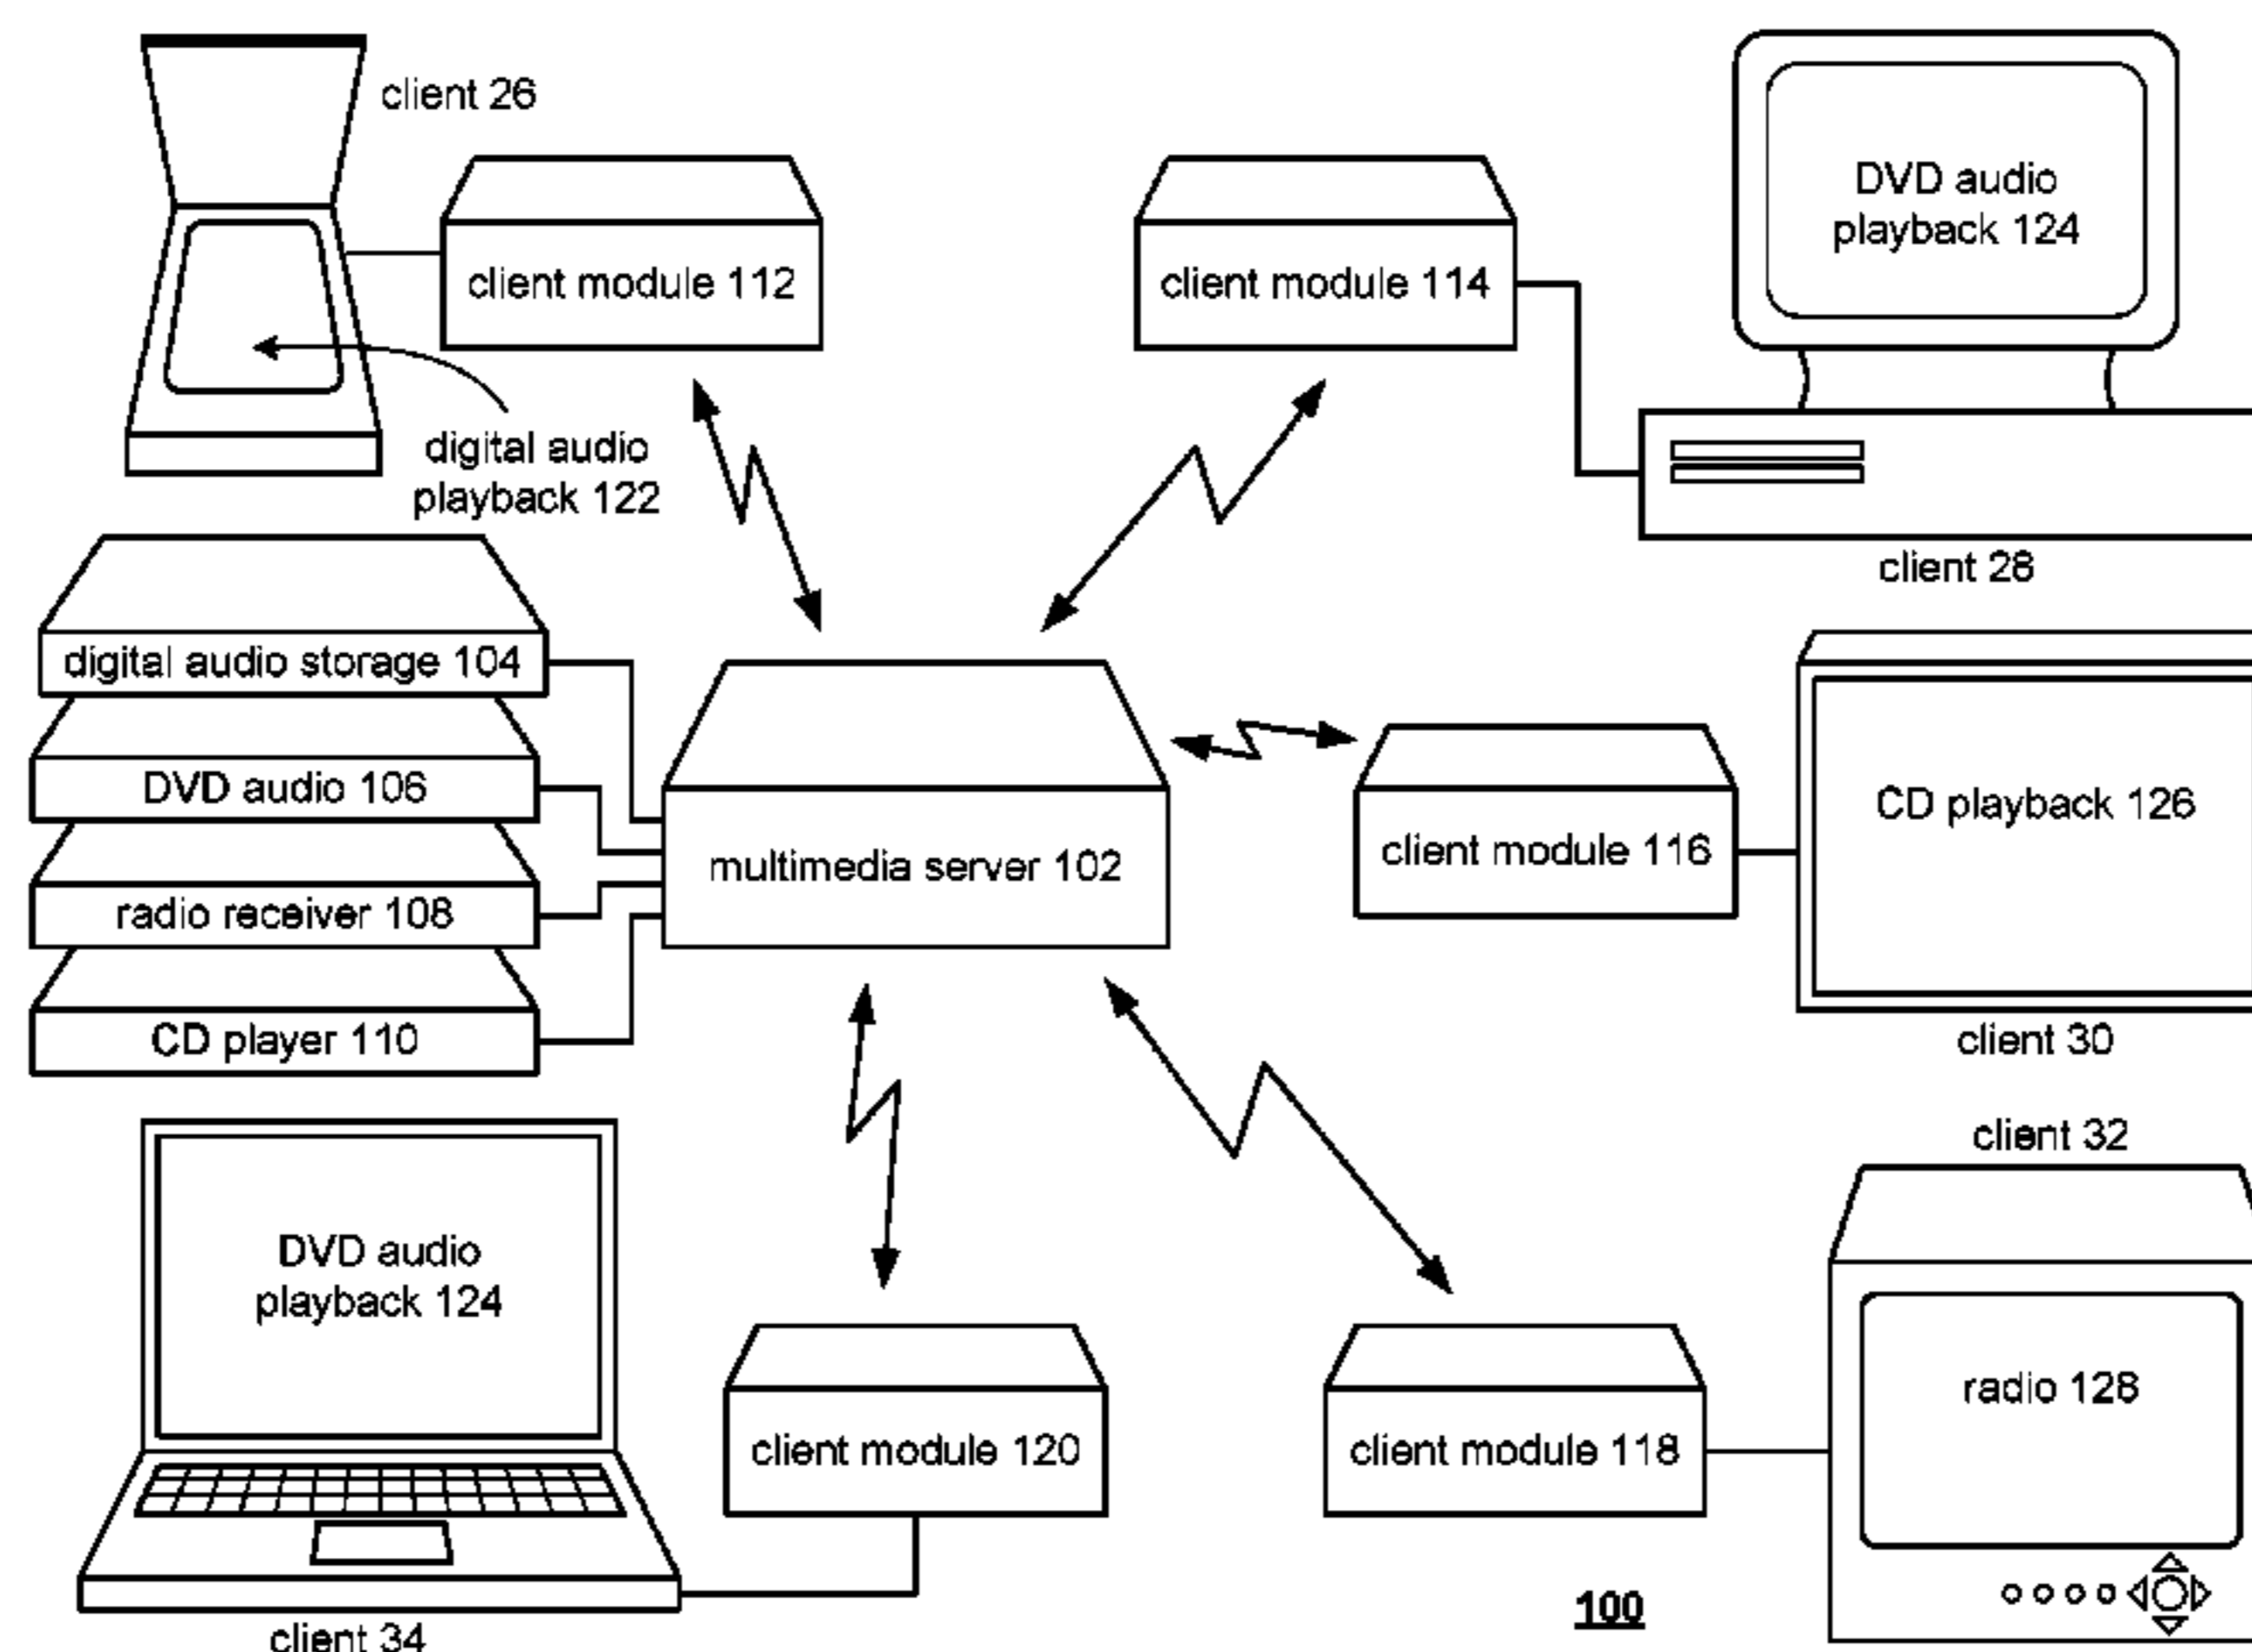 client 26
client module 112
digital audio
playback 122
client module 114
DVD audio
playback 124
client 28
digital audio storage 104
DVD audio 106
radio receiver 108
CD player 110
multimedia server 102
client module 116
CD playback 126
client 30
client 32
DVD audio
playback 124
client 34
client module 120
client module 118
radio 128
100